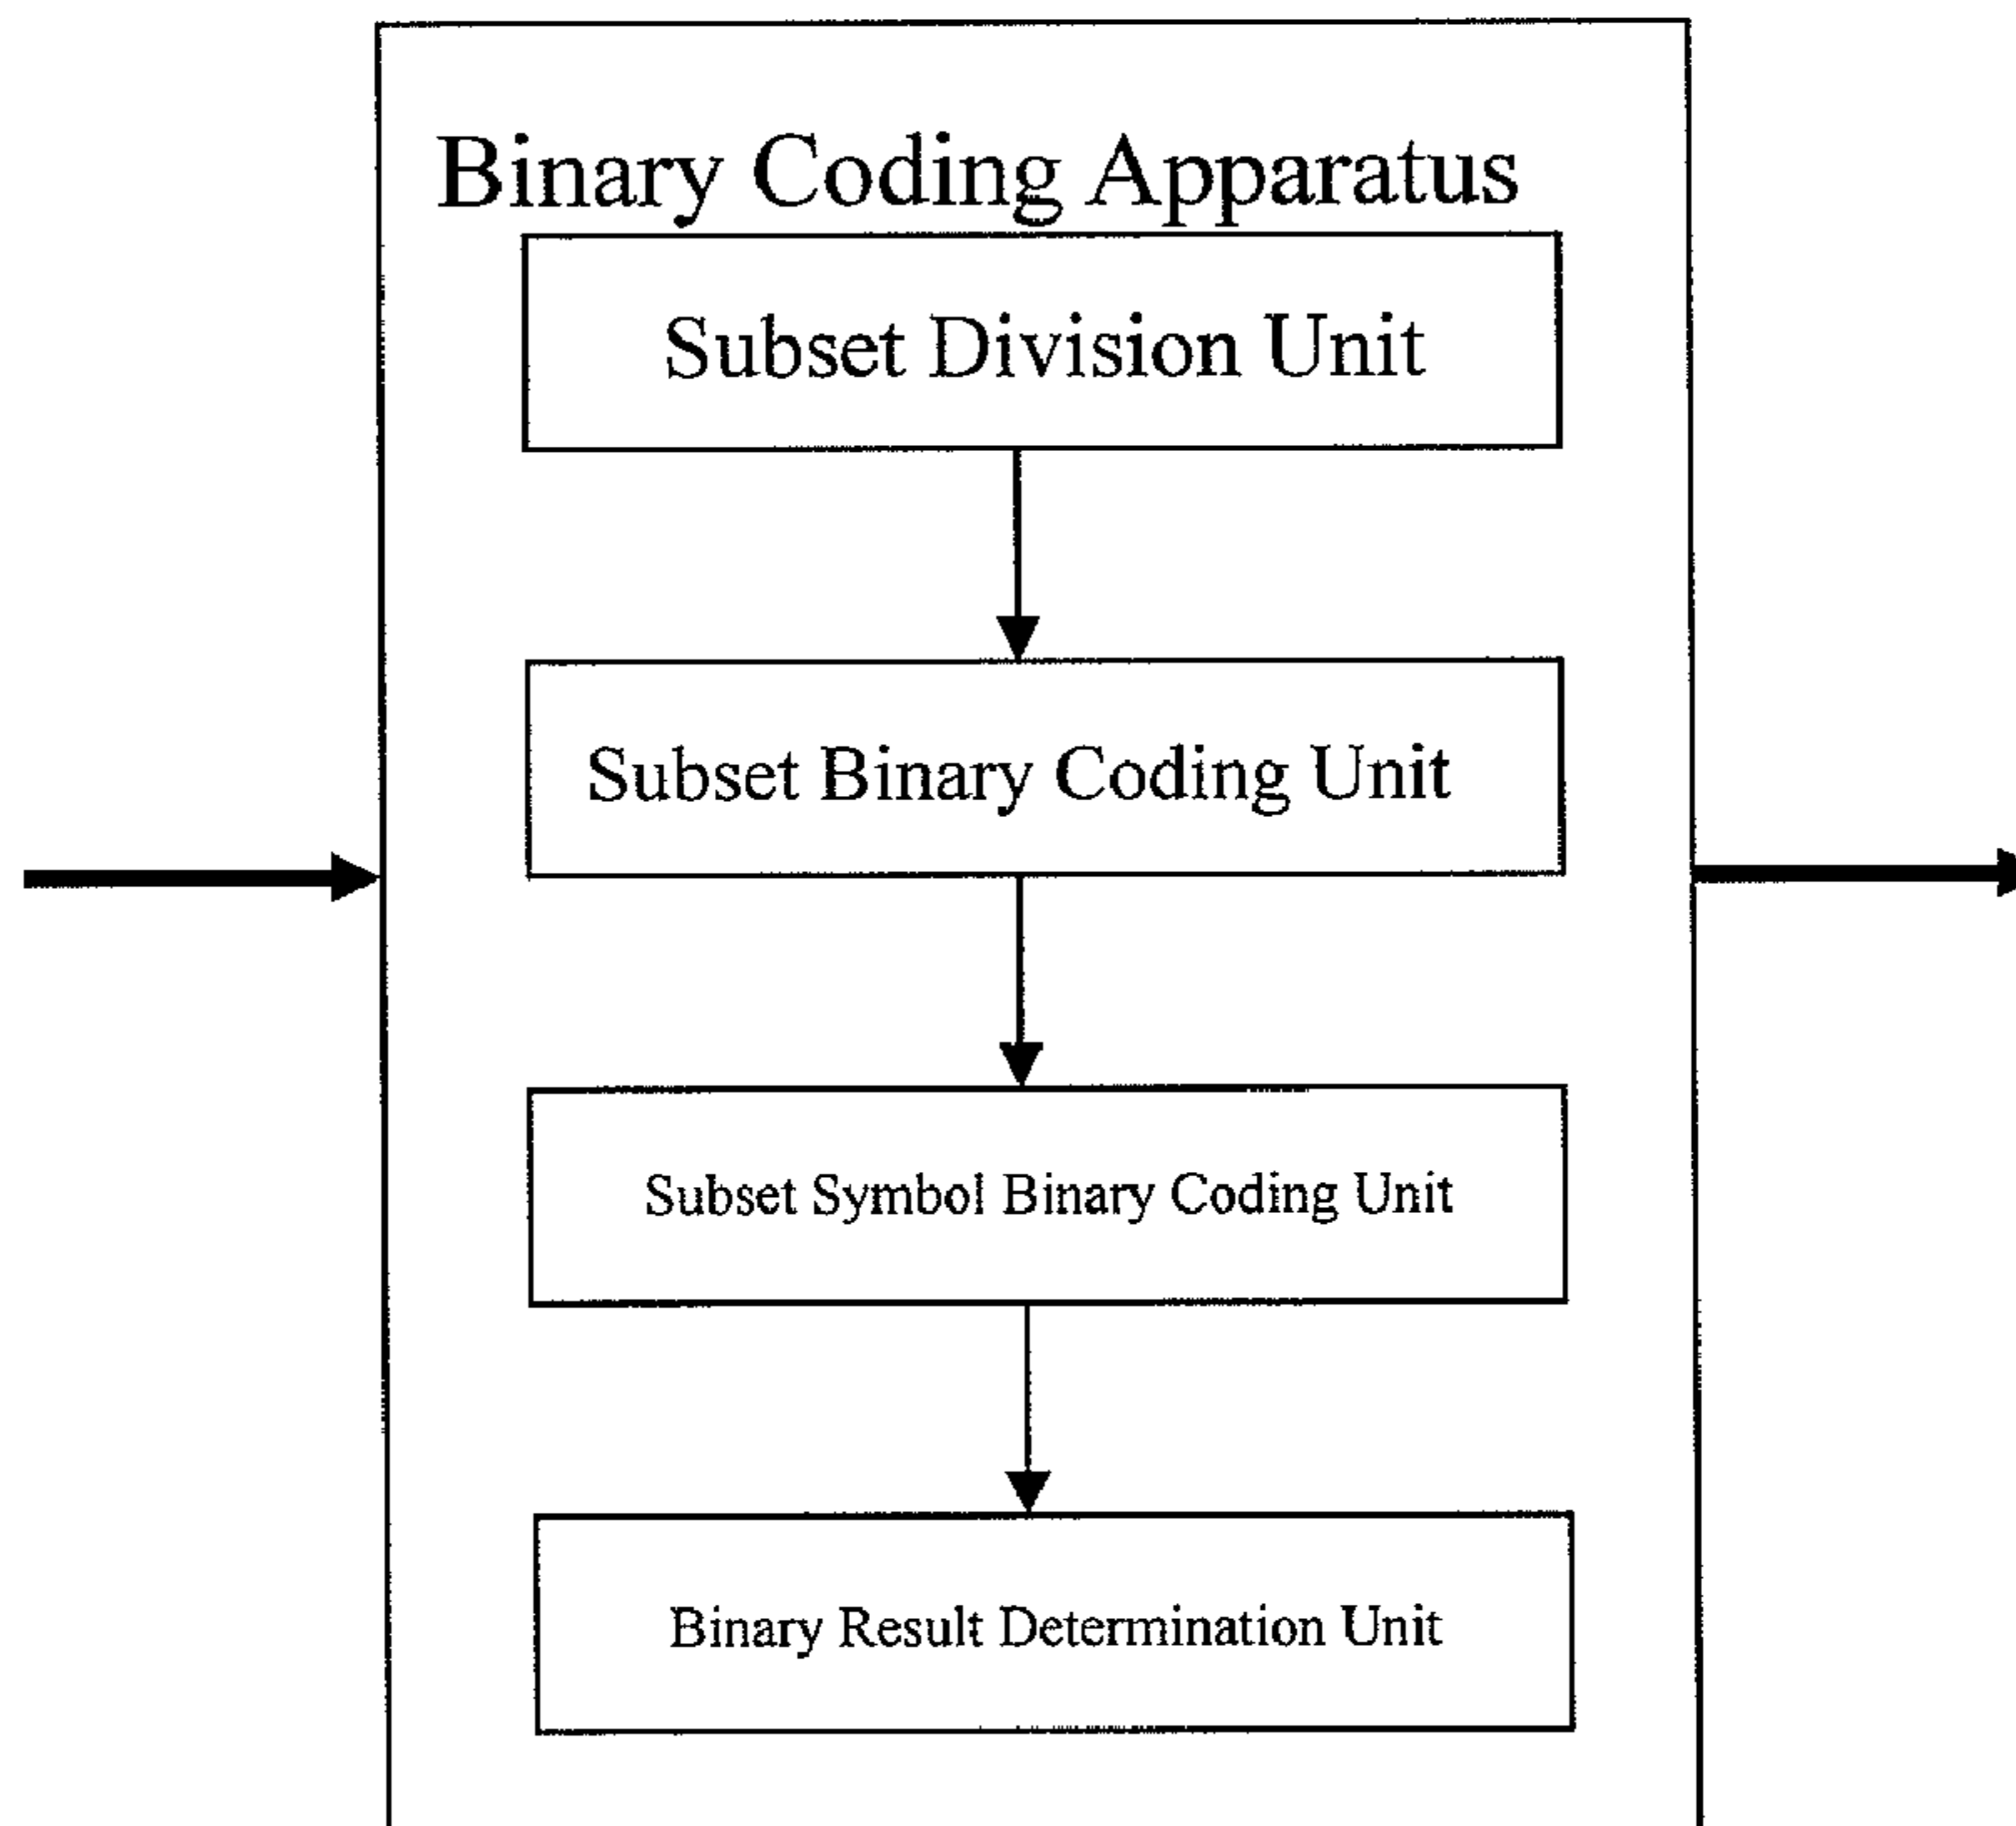 Binary Coding Apparatus
Subset Division Unit
Subset Binary Coding Unit
Subset Symbol Binary Coding Unit
Binary Result Determination Unit